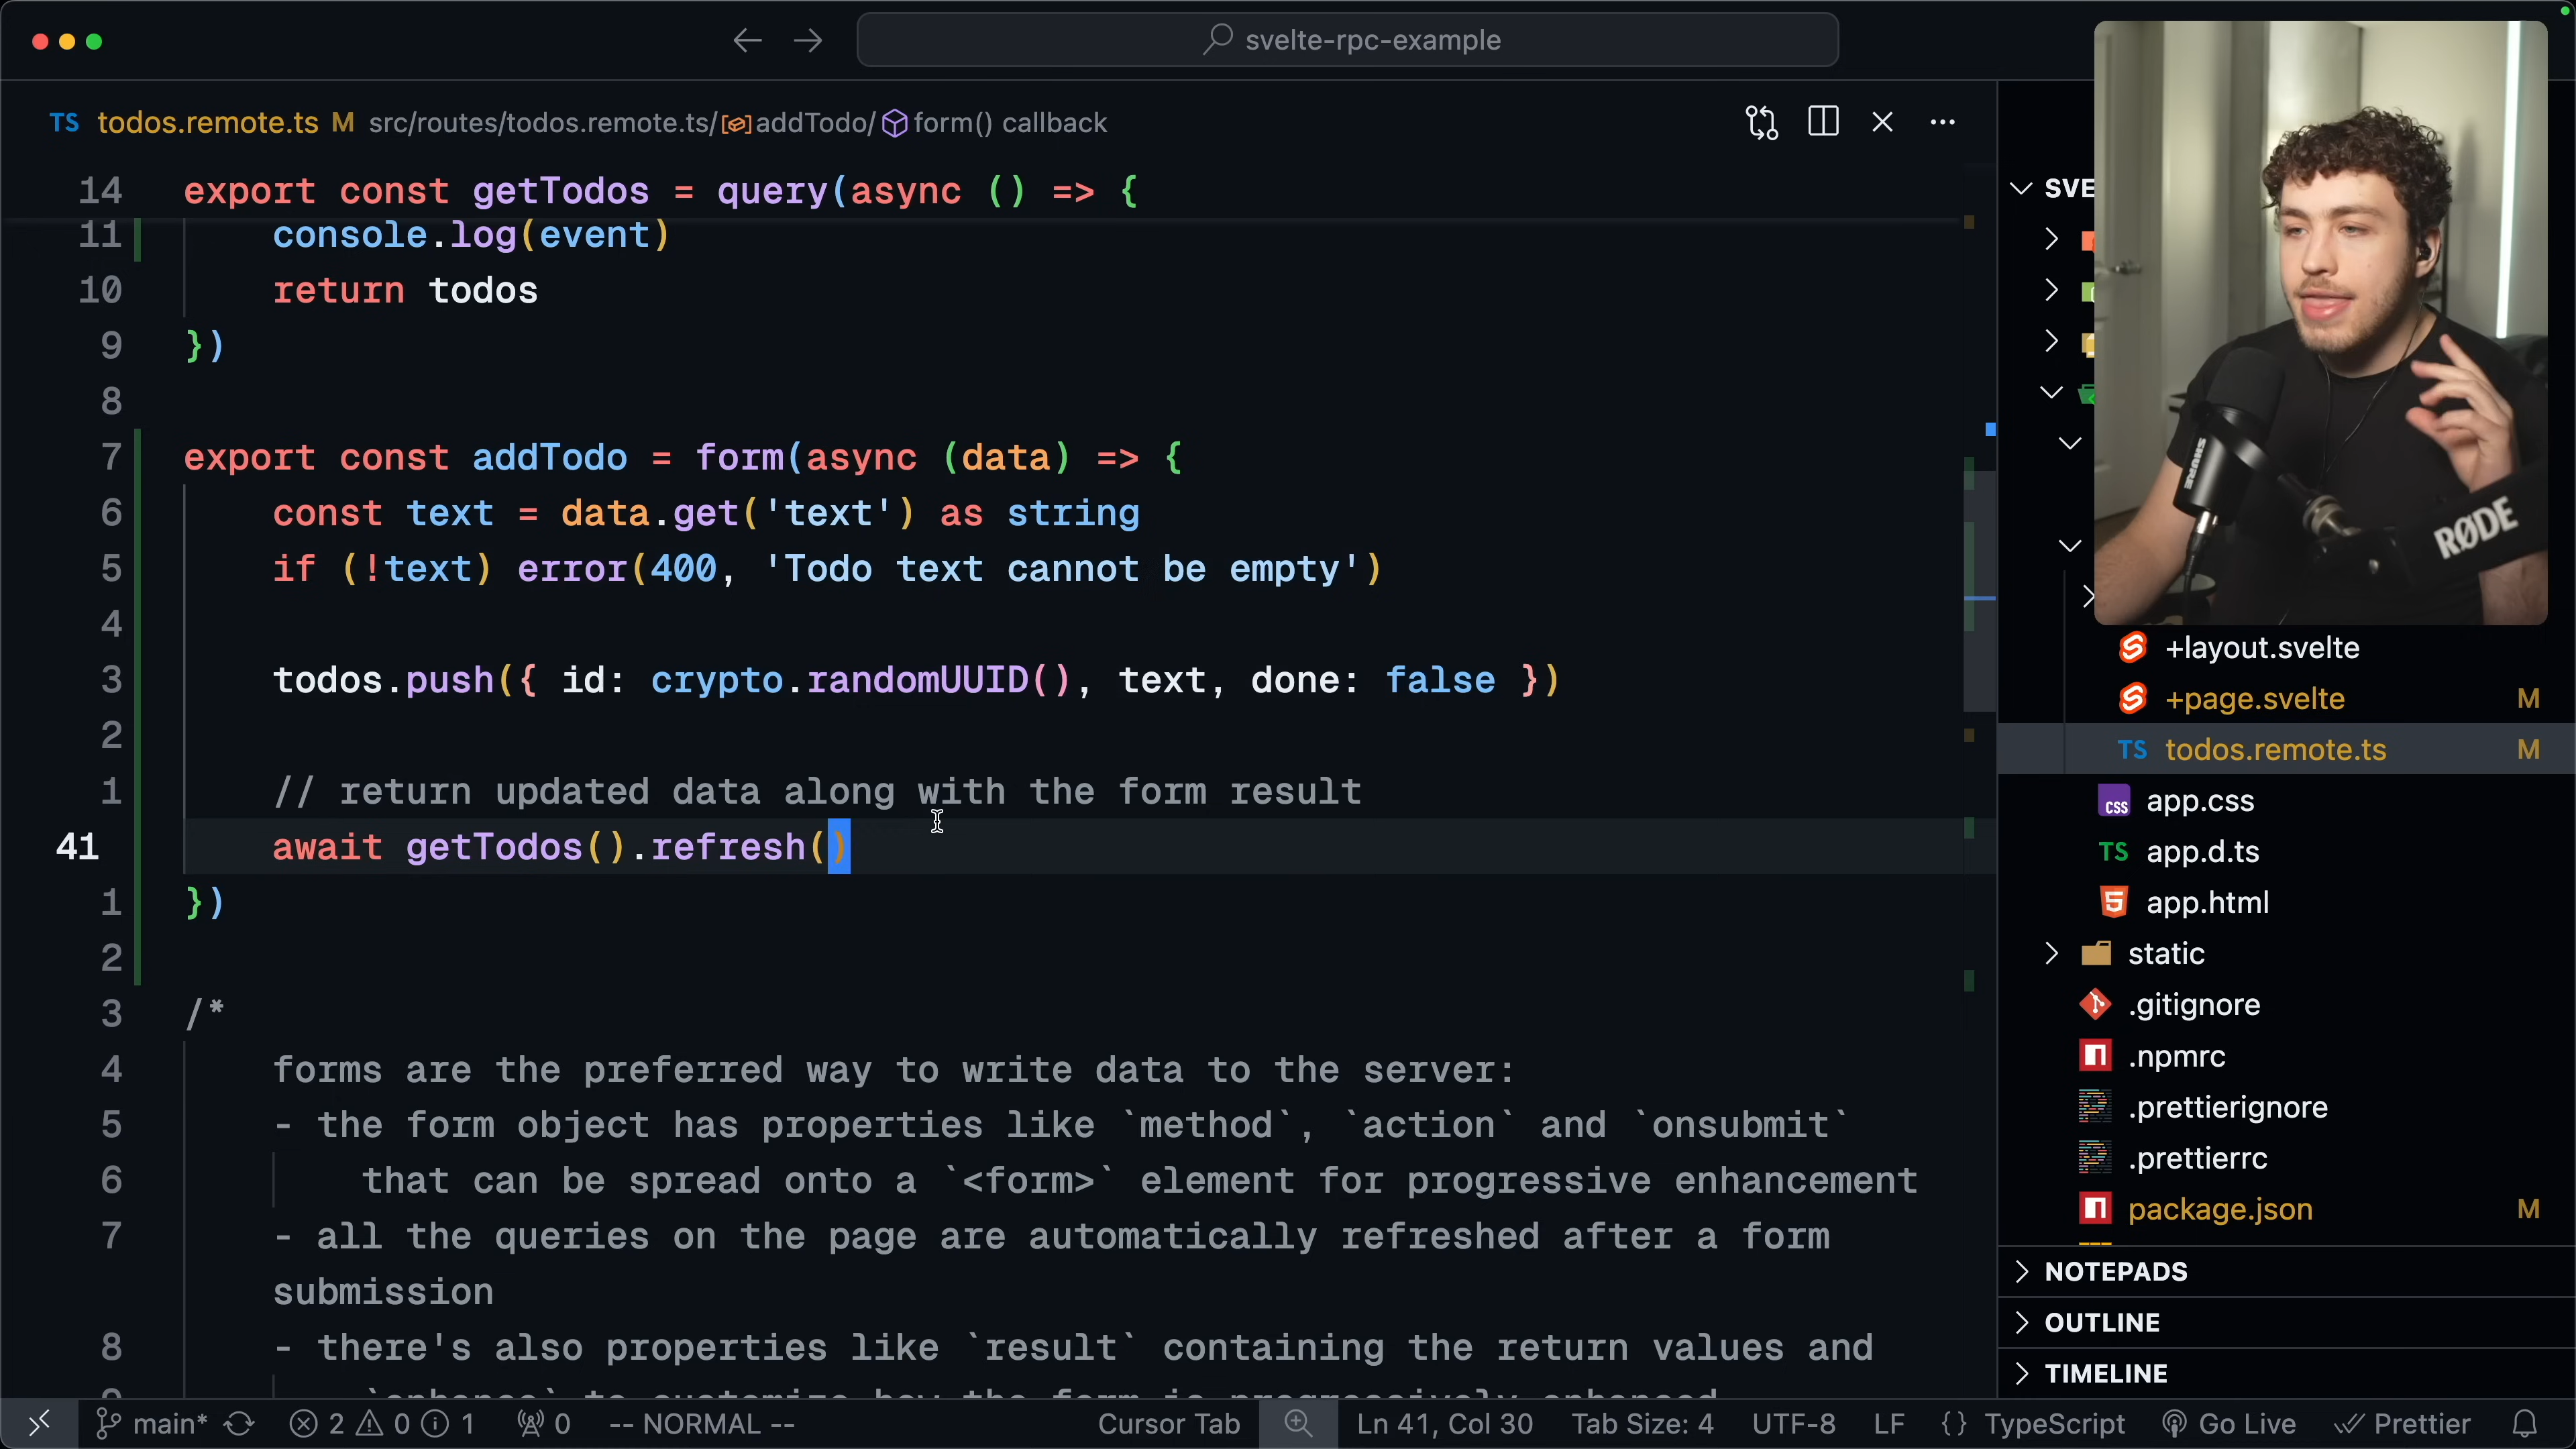 svelte-rpc-example
TS todos.remote.ts M src/routes/todos.remote.ts/ addTodo/ form() callback
14 export const getTodos = query(async () => {
11 console.log(event)
10 return todos
9 })
8
7 export const addTodo = form(async (data) => {
6 const text = data.get('text') as string
5 if (!text) error(400, 'Todo text cannot be empty')
4
3 todos.push({ id: crypto.randomUUID(), text, done: false })
2
1 // return updated data along with the form result
41 await getTodos().refresh()
1 })
2
3 /*
4 forms are the preferred way to write data to the server:
5 - the form object has properties like `method`, `action` and `onsubmit`
6 that can be spread onto a `<form>` element for progressive enhancement
7 - all the queries on the page are automatically refreshed after a form
submission
8 - there's also properties like `result` containing the return values and
SVE
SHURE
RØDE
+layout.svelte
+page.svelte M
TS todos.remote.ts M
css app.css
TS app.d.ts
app.html
static
.gitignore
.npmrc
.prettierignore
.prettierrc
package.json M
NOTEPADS
OUTLINE
TIMELINE
main* 2 0 1 0 -- NORMAL -- Cursor Tab Ln 41, Col 30 Tab Size: 4 UTF-8 LF {} TypeScript Go Live Prettier